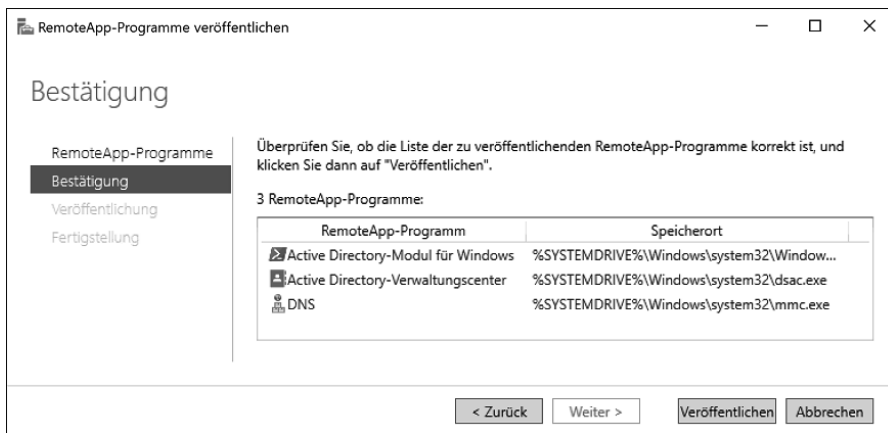 RemoteApp-Programme veröffentlichen
Bestätigung
RemoteApp-Programme
Bestätigung
Veröffentlichung
Fertigstellung
Überprüfen Sie, ob die Liste der zu veröffentlichenden RemoteApp-Programme korrekt ist, und
klicken Sie dann auf "Veröffentlichen".
3 RemoteApp-Programme:
RemoteApp-Programm Speicherort
Active Directory-Modul für Windows %SYSTEMDRIVE%\Windows\system32\Window...
Active Directory-Verwaltungscenter %SYSTEMDRIVE%\Windows\system32\dsac.exe
DNS %SYSTEMDRIVE%\Windows\system32\mmc.exe
< Zurück Weiter > Veröffentlichen Abbrechen